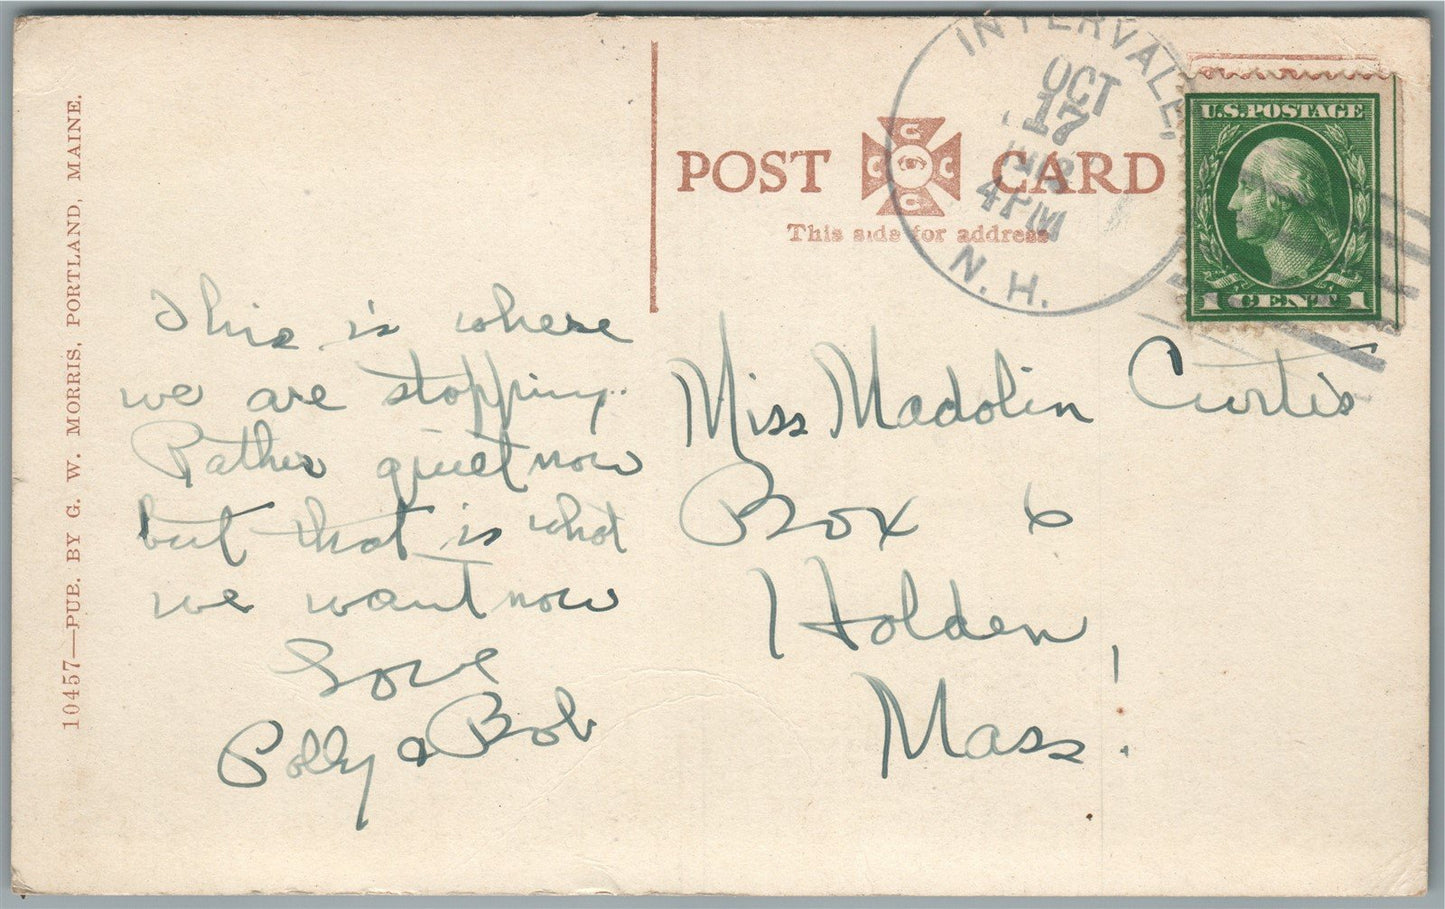 10457—PUB. BY G. W. MORRIS, PORTLAND, MAINE.
POST CARD
C C C C
This side for address
INTERVALE,
OCT
17
4 PM
N. H.
U.S. POSTAGE
1 CENT 1
This is where
we are stopping.
Rather quiet now
but that is what
we want now
Love
Polly & Bob
Miss Madolin Curtis
Box 6
Holden,
Mass.